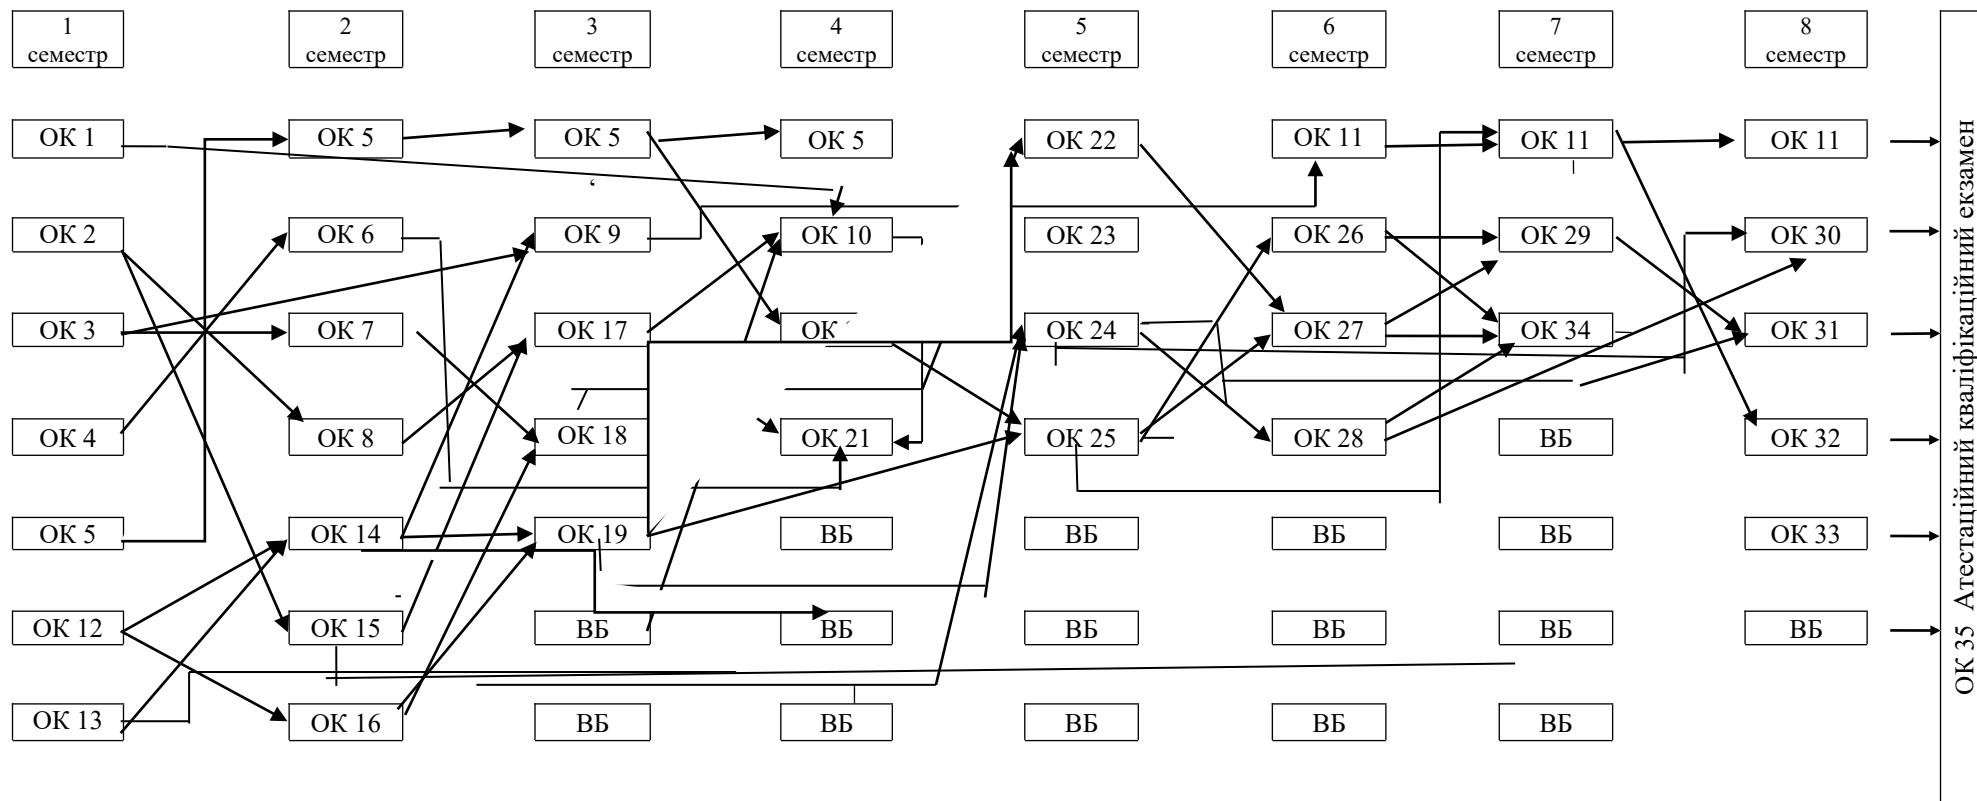 1
семестр
2
семестр
3
семестр
4
семестр
5
семестр
6
семестр
7
семестр
8
семестр
ОК 1
ОК 5
ОК 5
ОК 5
ОК 22
ОК 11
ОК 11
ОК 11
ОК 2
ОК 6
ОК 9
ОК 10
ОК 23
ОК 26
ОК 29
ОК 30
ОК 3
ОК 7
ОК 17
ОК
ОК 24
ОК 27
ОК 34
ОК 31
ОК 4
ОК 8
ОК 18
ОК 21
ОК 25
ОК 28
ВБ
ОК 32
ОК 5
ОК 14
ОК 19
ВБ
ВБ
ВБ
ВБ
ОК 33
ОК 12
ОК 15
ВБ
ВБ
ВБ
ВБ
ВБ
ВБ
ОК 13
ОК 16
ВБ
ВБ
ВБ
ВБ
ВБ
ОК 35 Атестаційний кваліфікаційний екзамен